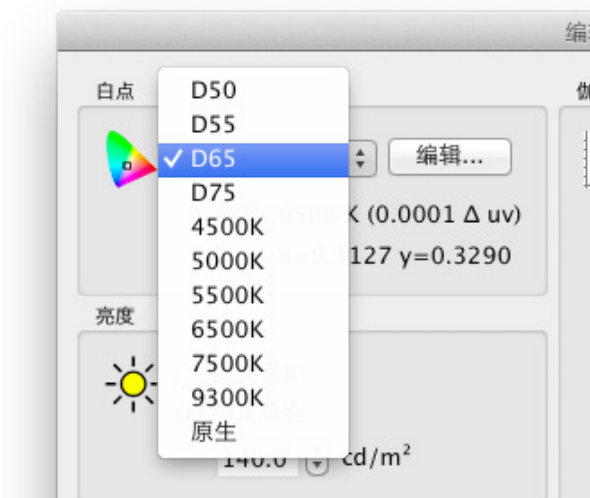 编
白点
D50
D55
✓ D65
编辑...
D75
K (0.0001 Δ uv)
4500K
5000K
127 y=0.3290
5500K
亮度
6500K
7500K
9300K
原生
140.0 cd/m²